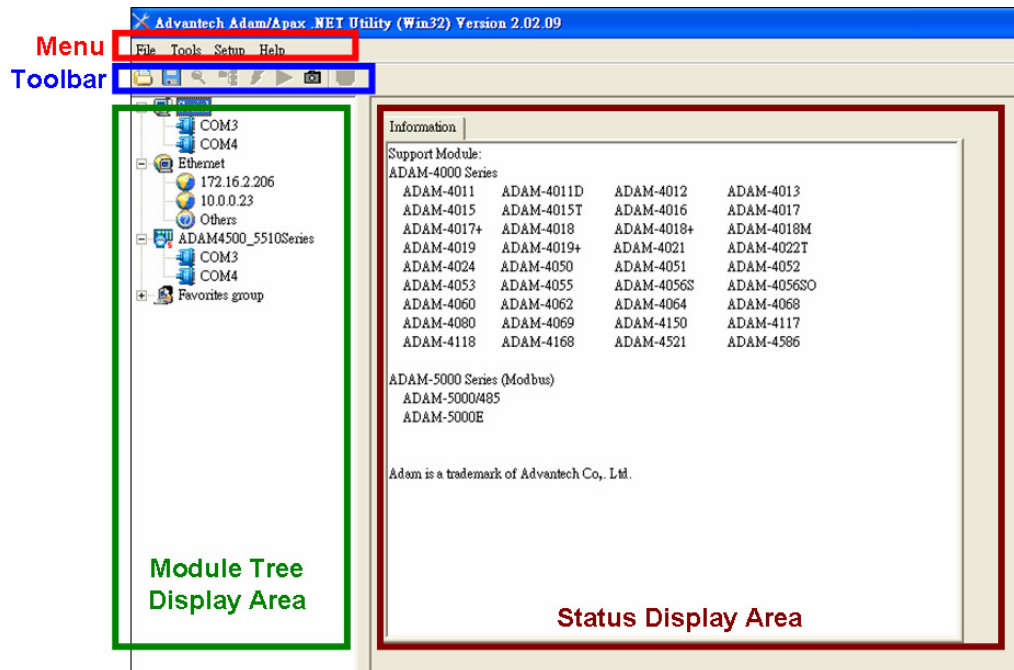 Advantech Adam/Apax .NET Utility (Win32) Version 2.02.09
Menu
File Tools Setup Help
Toolbar
COM3
COM4
Ethernet
172.16.2.206
10.0.0.23
Others
ADAM4500_5510Series
COM3
COM4
Favorites group
Module Tree
Display Area
Information
Support Module:
ADAM-4000 Series
ADAM-4011 ADAM-4011D ADAM-4012 ADAM-4013
ADAM-4015 ADAM-4015T ADAM-4016 ADAM-4017
ADAM-4017+ ADAM-4018 ADAM-4018+ ADAM-4018M
ADAM-4019 ADAM-4019+ ADAM-4021 ADAM-4022T
ADAM-4024 ADAM-4050 ADAM-4051 ADAM-4052
ADAM-4053 ADAM-4055 ADAM-4056S ADAM-4056SO
ADAM-4060 ADAM-4062 ADAM-4064 ADAM-4068
ADAM-4080 ADAM-4069 ADAM-4150 ADAM-4117
ADAM-4118 ADAM-4168 ADAM-4521 ADAM-4586
ADAM-5000 Series (Modbus)
ADAM-5000/485
ADAM-5000E
Adam is a trademark of Advantech Co,. Ltd.
Status Display Area